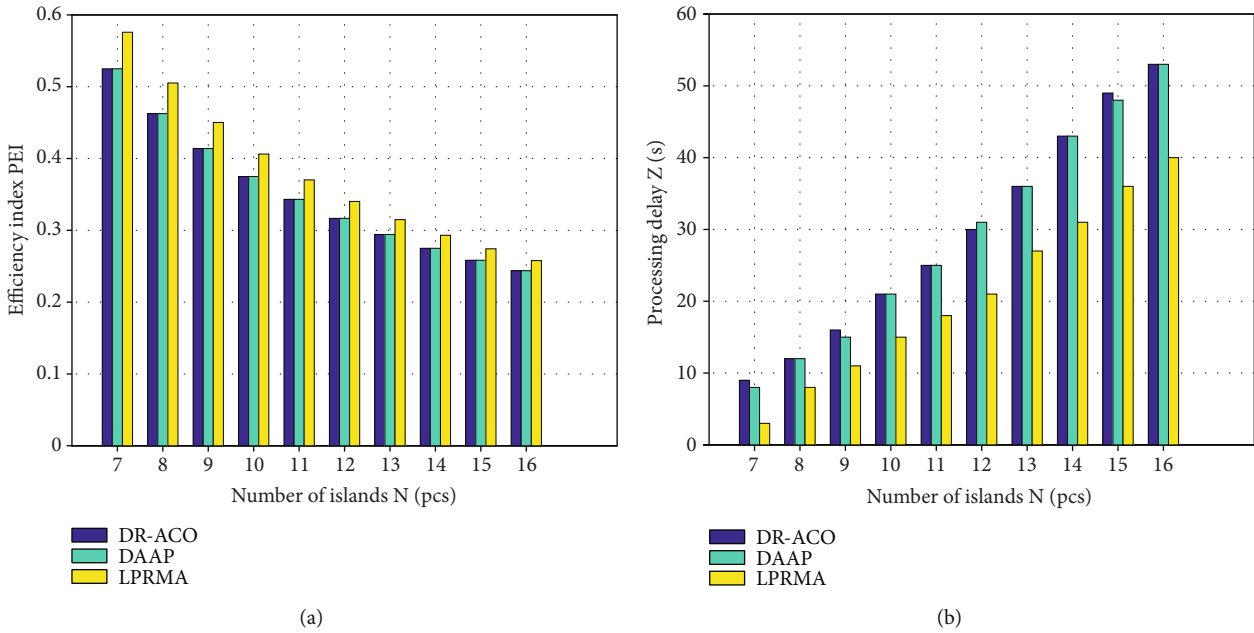 0.6
0.5
0.4
0.3
0.2
0.1
0
Efficiency index PEI
7 8 9 10 11 12 13 14 15 16
Number of islands N (pcs)
DR-ACO
DAAP
LPRMA
(a)
60
50
40
30
20
10
0
Processing delay Z (s)
7 8 9 10 11 12 13 14 15 16
Number of islands N (pcs)
DR-ACO
DAAP
LPRMA
(b)